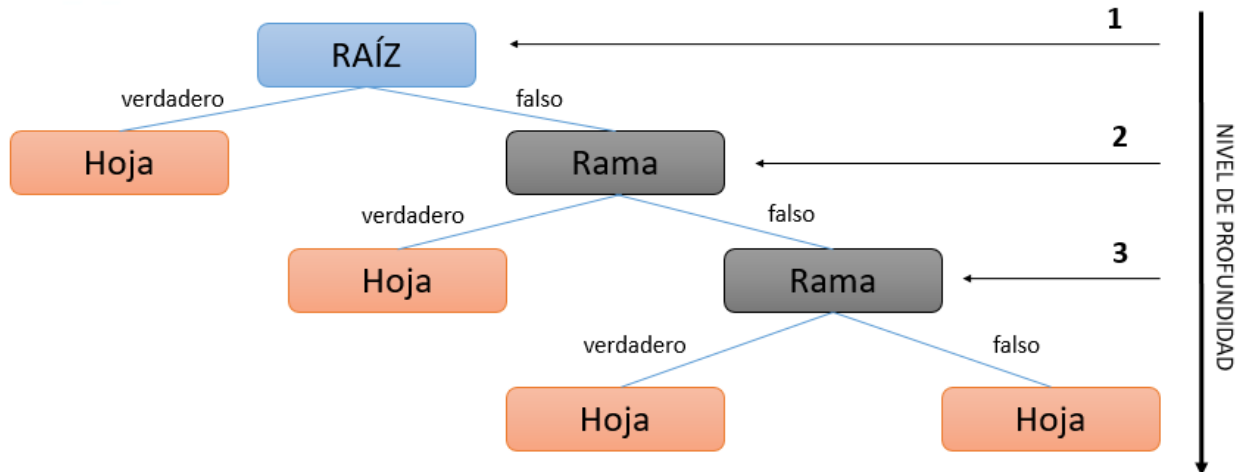 1
RAÍZ
verdadero
falso
2
Hoja
Rama
verdadero
falso
3
Hoja
Rama
verdadero
falso
Hoja
Hoja
NIVEL DE PROFUNDIDAD